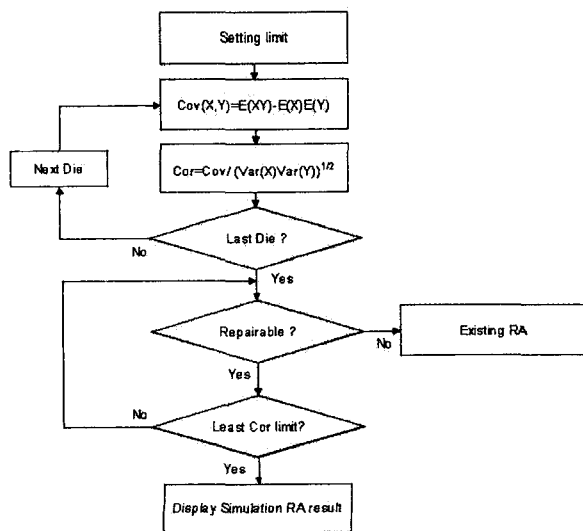 Setting limit
Cov(X,Y)=E(XY)-E(X)E(Y)
Next Die
Cor=Cov/(Var(X)Var(Y))1/2
Last Die ?
No
Yes
Repairable ?
Existing RA
No
Yes
No
Least Cor limit?
Yes
Display Simulation RA result